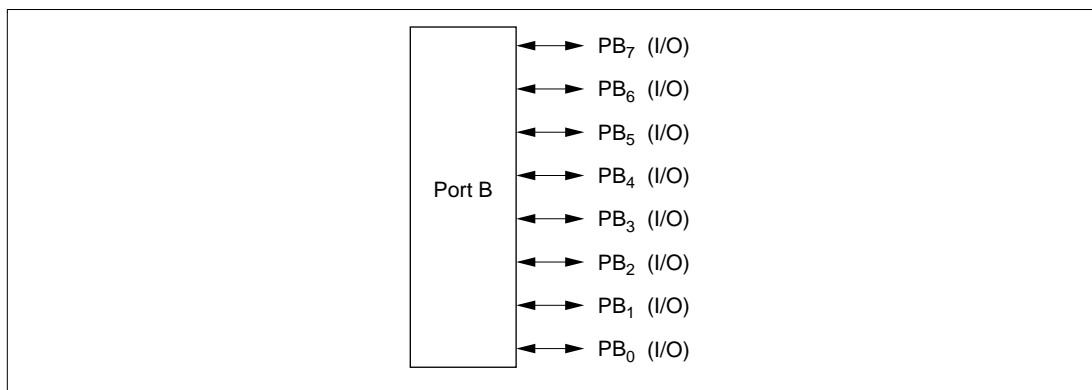 PB₇ (I/O)
PB₆ (I/O)
PB₅ (I/O)
PB₄ (I/O)
Port B
PB₃ (I/O)
PB₂ (I/O)
PB₁ (I/O)
PB₀ (I/O)